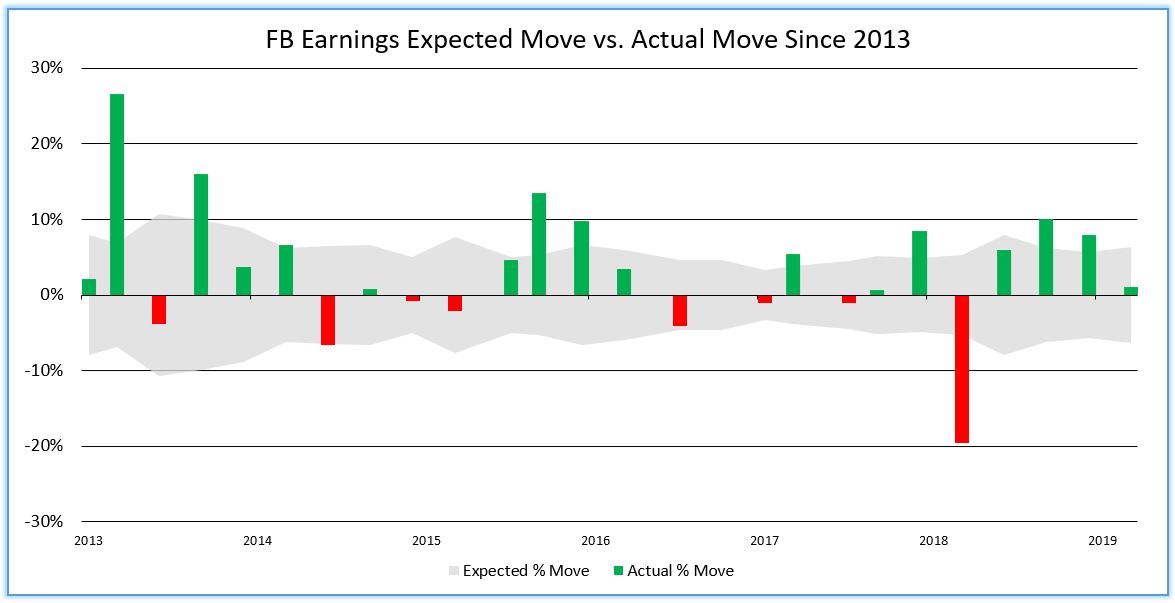 FB Earnings Expected Move vs. Actual Move Since 2013
30%
20%
10%
0%
-10%
-20%
-30%
2013 2014 2015 2016 2017 2018 2019
Expected % Move Actual % Move